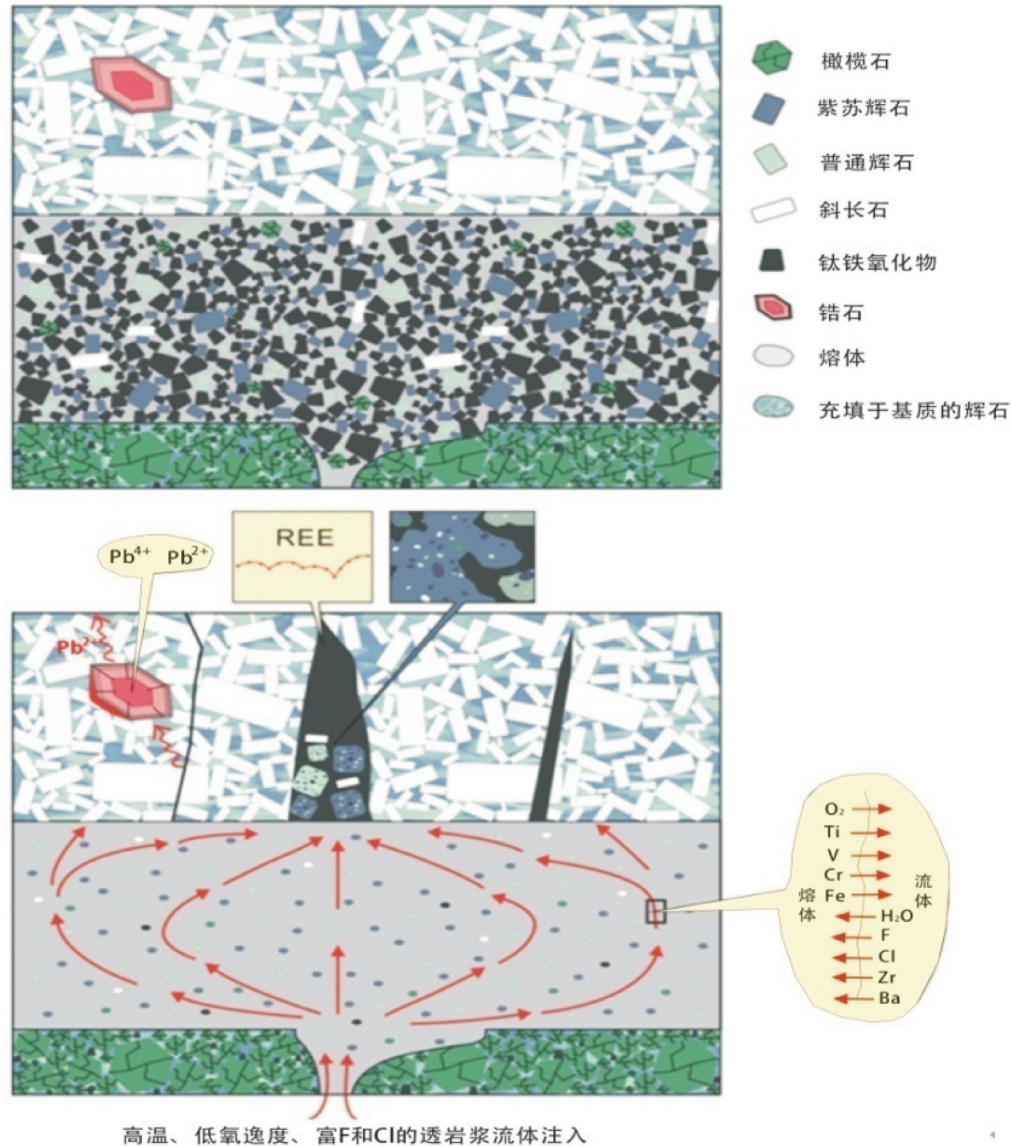 橄榄石
紫苏辉石
普通辉石
斜长石
钛铁氧化物
锆石
熔体
充填于基质的辉石
Pb⁴⁺ Pb²⁺
REE
Pb²⁺
O₂
Ti
V
Cr
Fe
熔体
流体
H₂O
F
Cl
Zr
Ba
高温、低氧逸度、富F和Cl的透岩浆流体注入